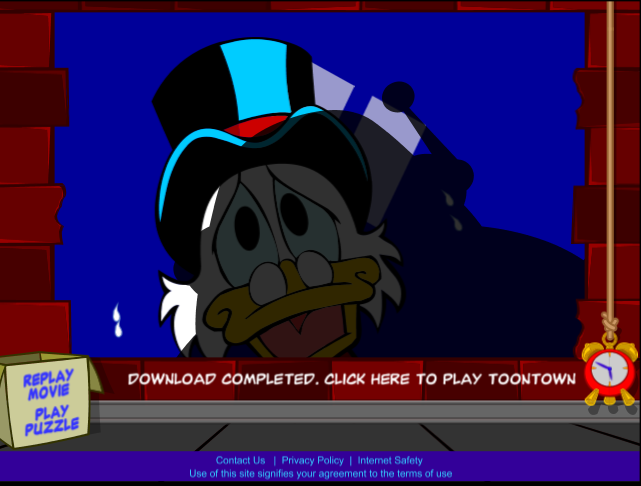 DOWNLOAD COMPLETED. CLICK HERE TO PLAY TOONTOWN
REPLAY
MOVIE
PLAY
PUZZLE
Contact Us | Privacy Policy | Internet Safety
Use of this site signifies your agreement to the terms of use